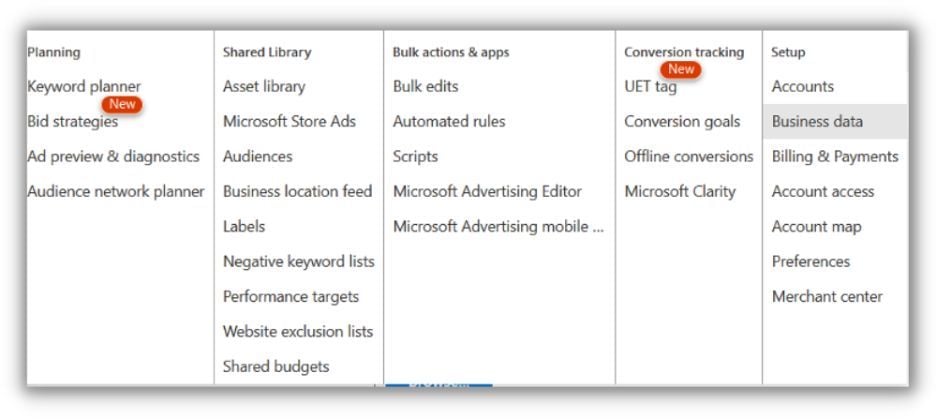 Planning
Keyword planner
New
Bid strategies
Ad preview & diagnostics
Audience network planner
Shared Library
Asset library
Microsoft Store Ads
Audiences
Business location feed
Labels
Negative keyword lists
Performance targets
Website exclusion lists
Shared budgets
Bulk actions & apps
Bulk edits
Automated rules
Scripts
Microsoft Advertising Editor
Microsoft Advertising mobile ...
Conversion tracking
New
UET tag
Conversion goals
Offline conversions
Microsoft Clarity
Setup
Accounts
Business data
Billing & Payments
Account access
Account map
Preferences
Merchant center